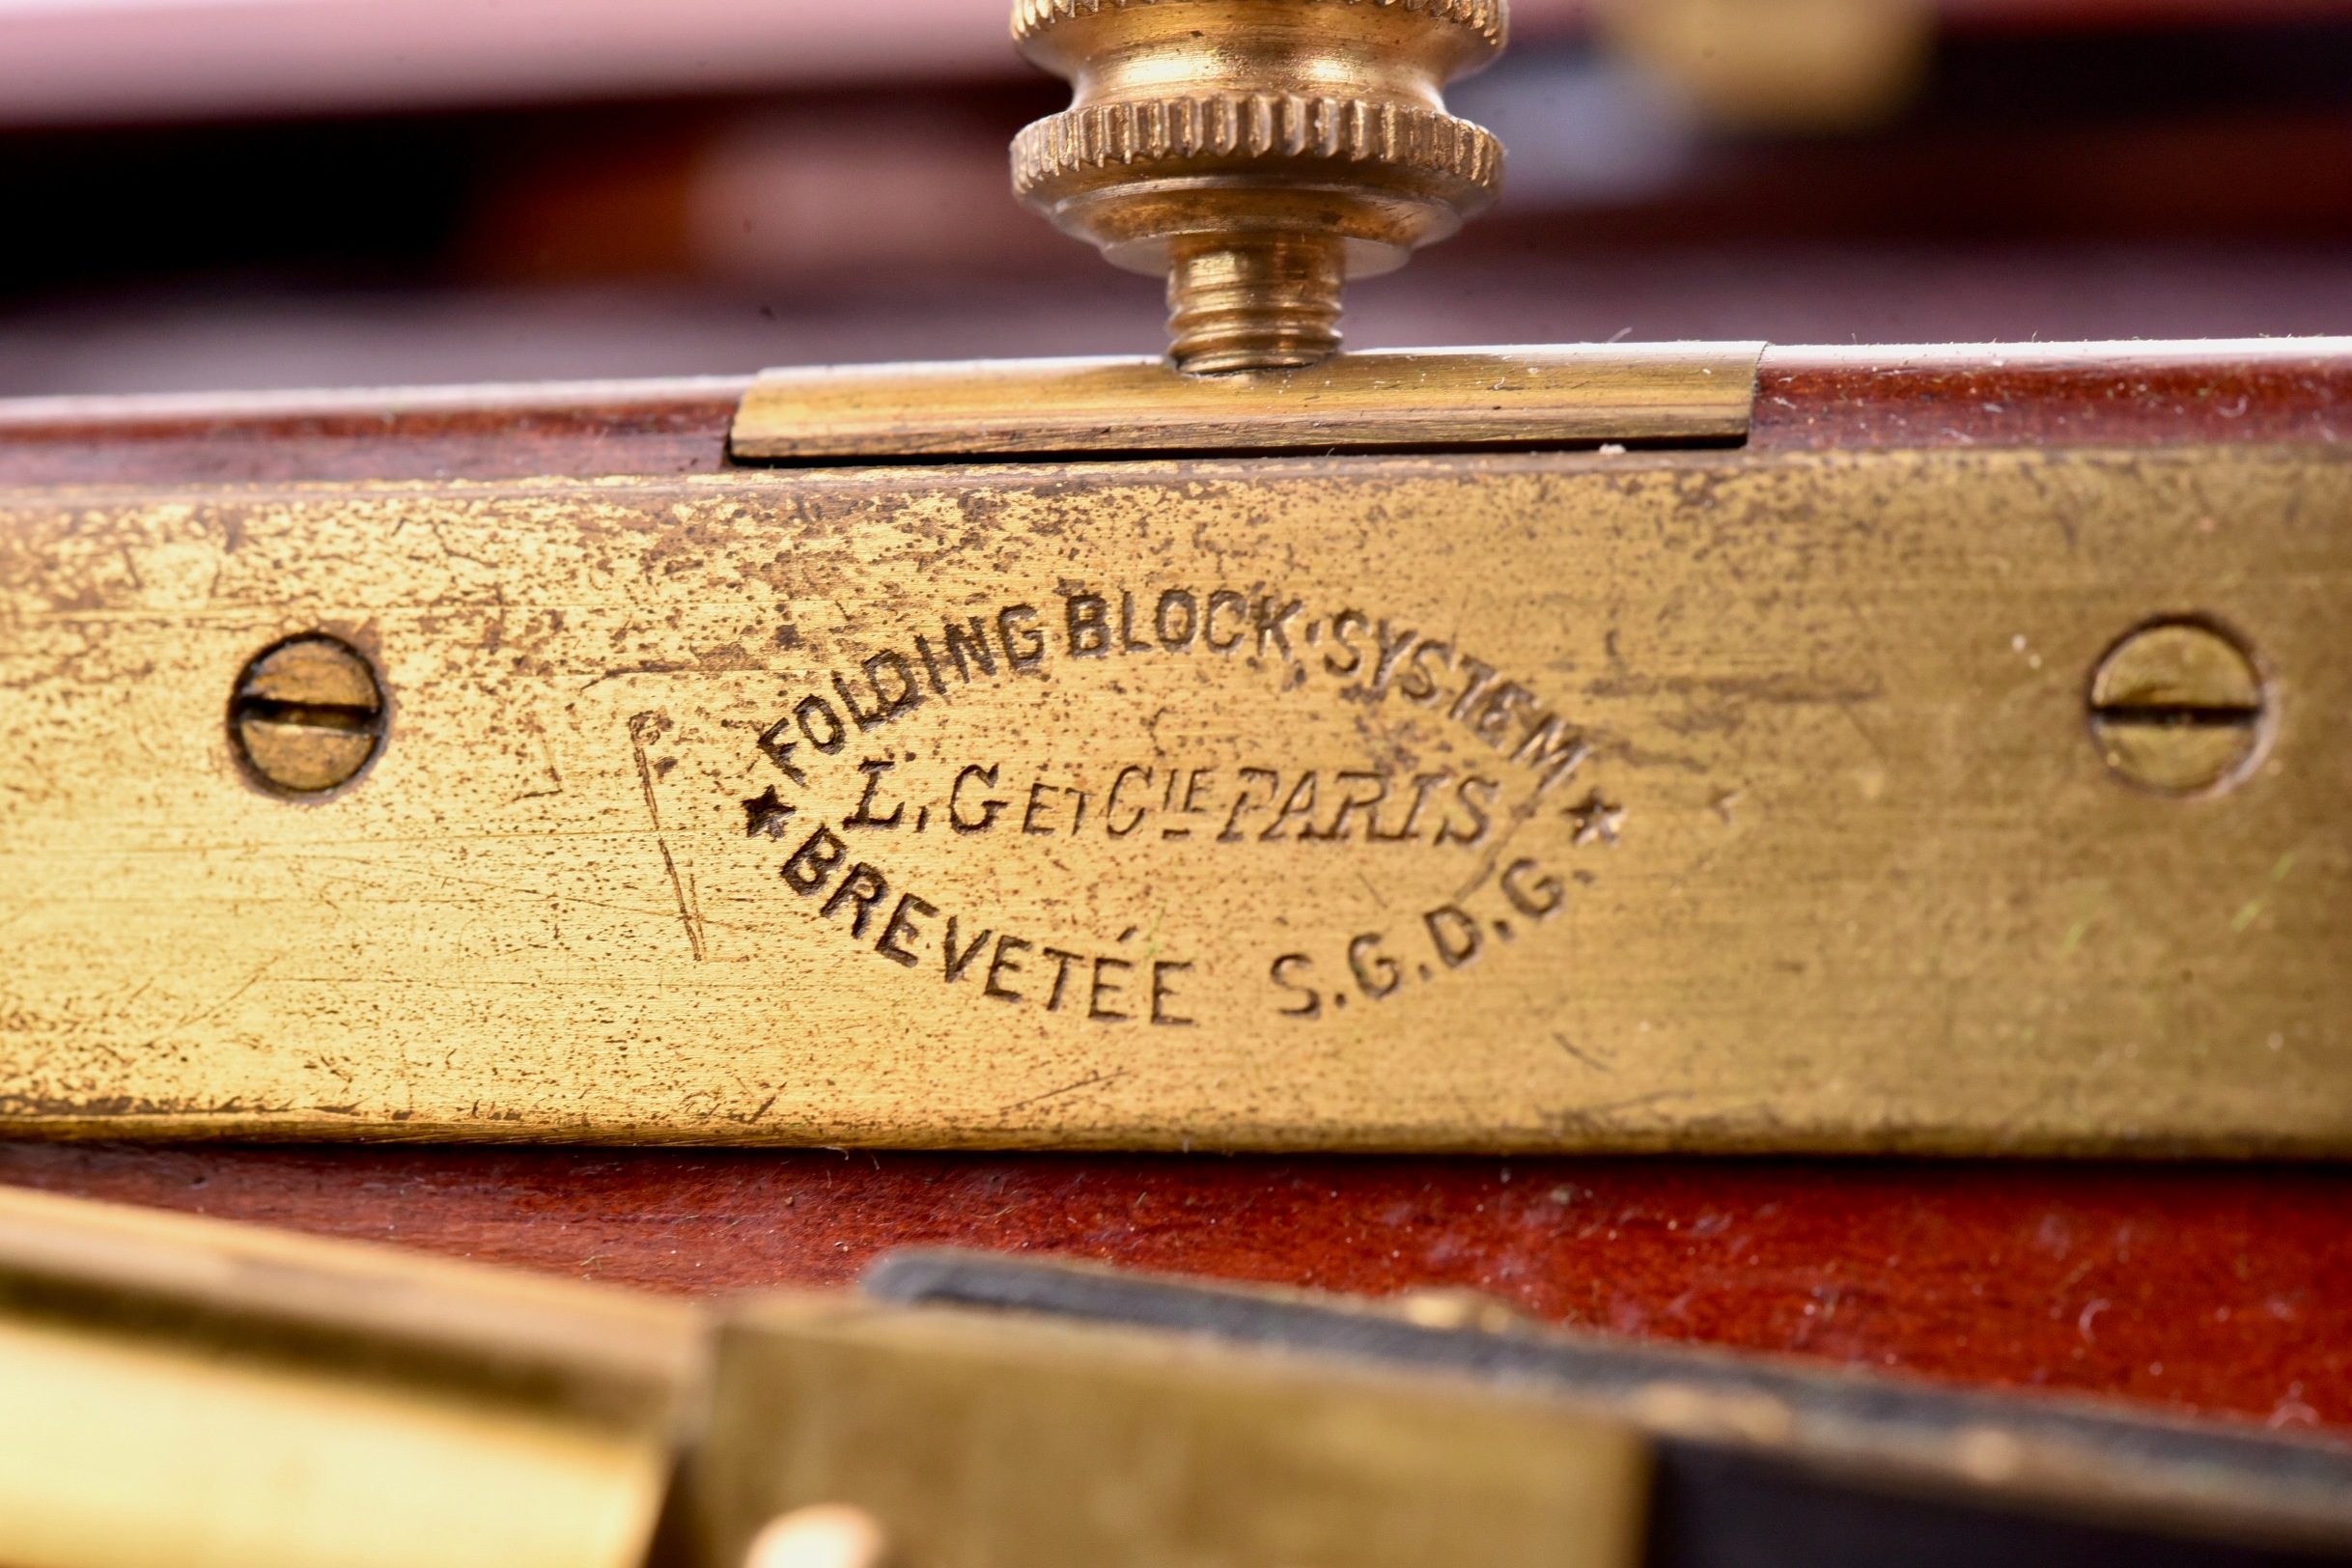 FOLDING BLOCK·SYSTEM
L.G ET CIE PARIS
BREVETÉE S.G.D.G.